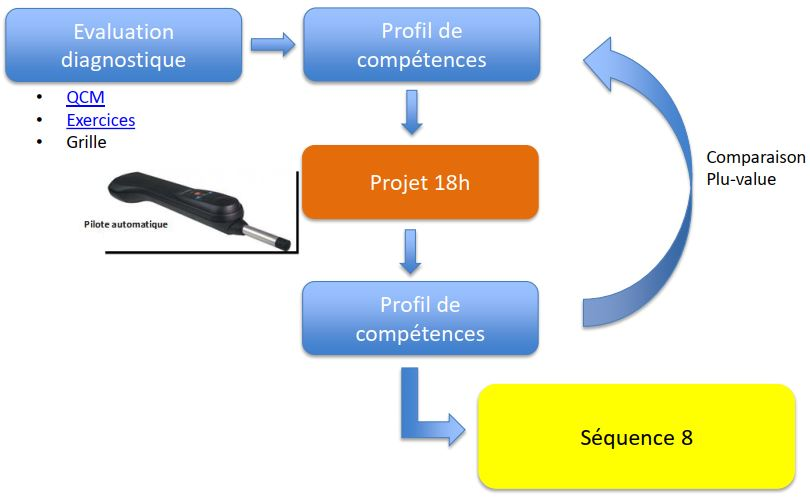 Evaluation
diagnostique
Profil de
compétences
• QCM
• Exercices
• Grille
Pilote automatique
Projet 18h
Comparaison
Plu-value
Profil de
compétences
Séquence 8